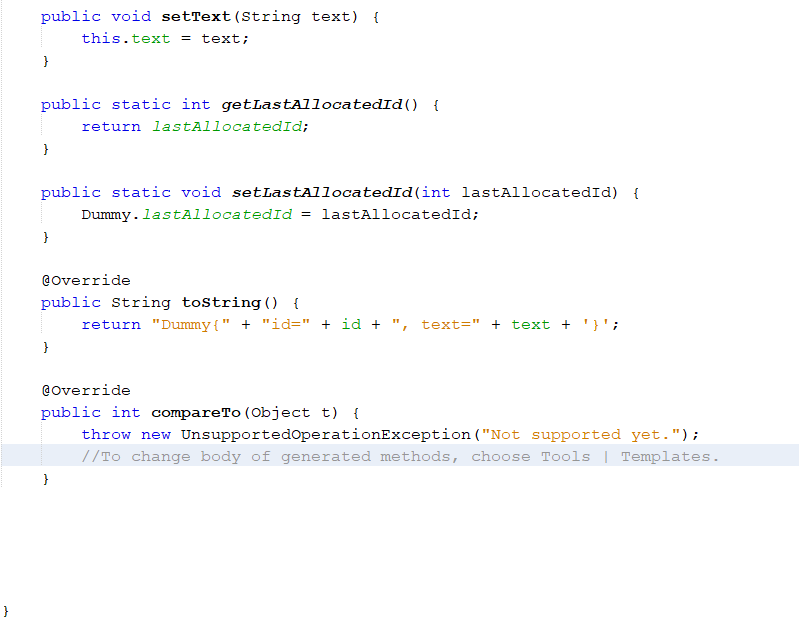 public void setText(String text) {
this.text = text;
}
public static int getLastAllocatedId() {
return lastAllocatedId;
}
public static void setLastAllocatedId(int lastAllocatedId) {
Dummy.lastAllocatedId = lastAllocatedId;
}
@Override
public String toString() {
return "Dummy{" + "id=" + id + ", text=" + text + '}';
}
@Override
public int compareTo(Object t) {
throw new UnsupportedOperationException("Not supported yet.");
//To change body of generated methods, choose Tools | Templates.
}
}